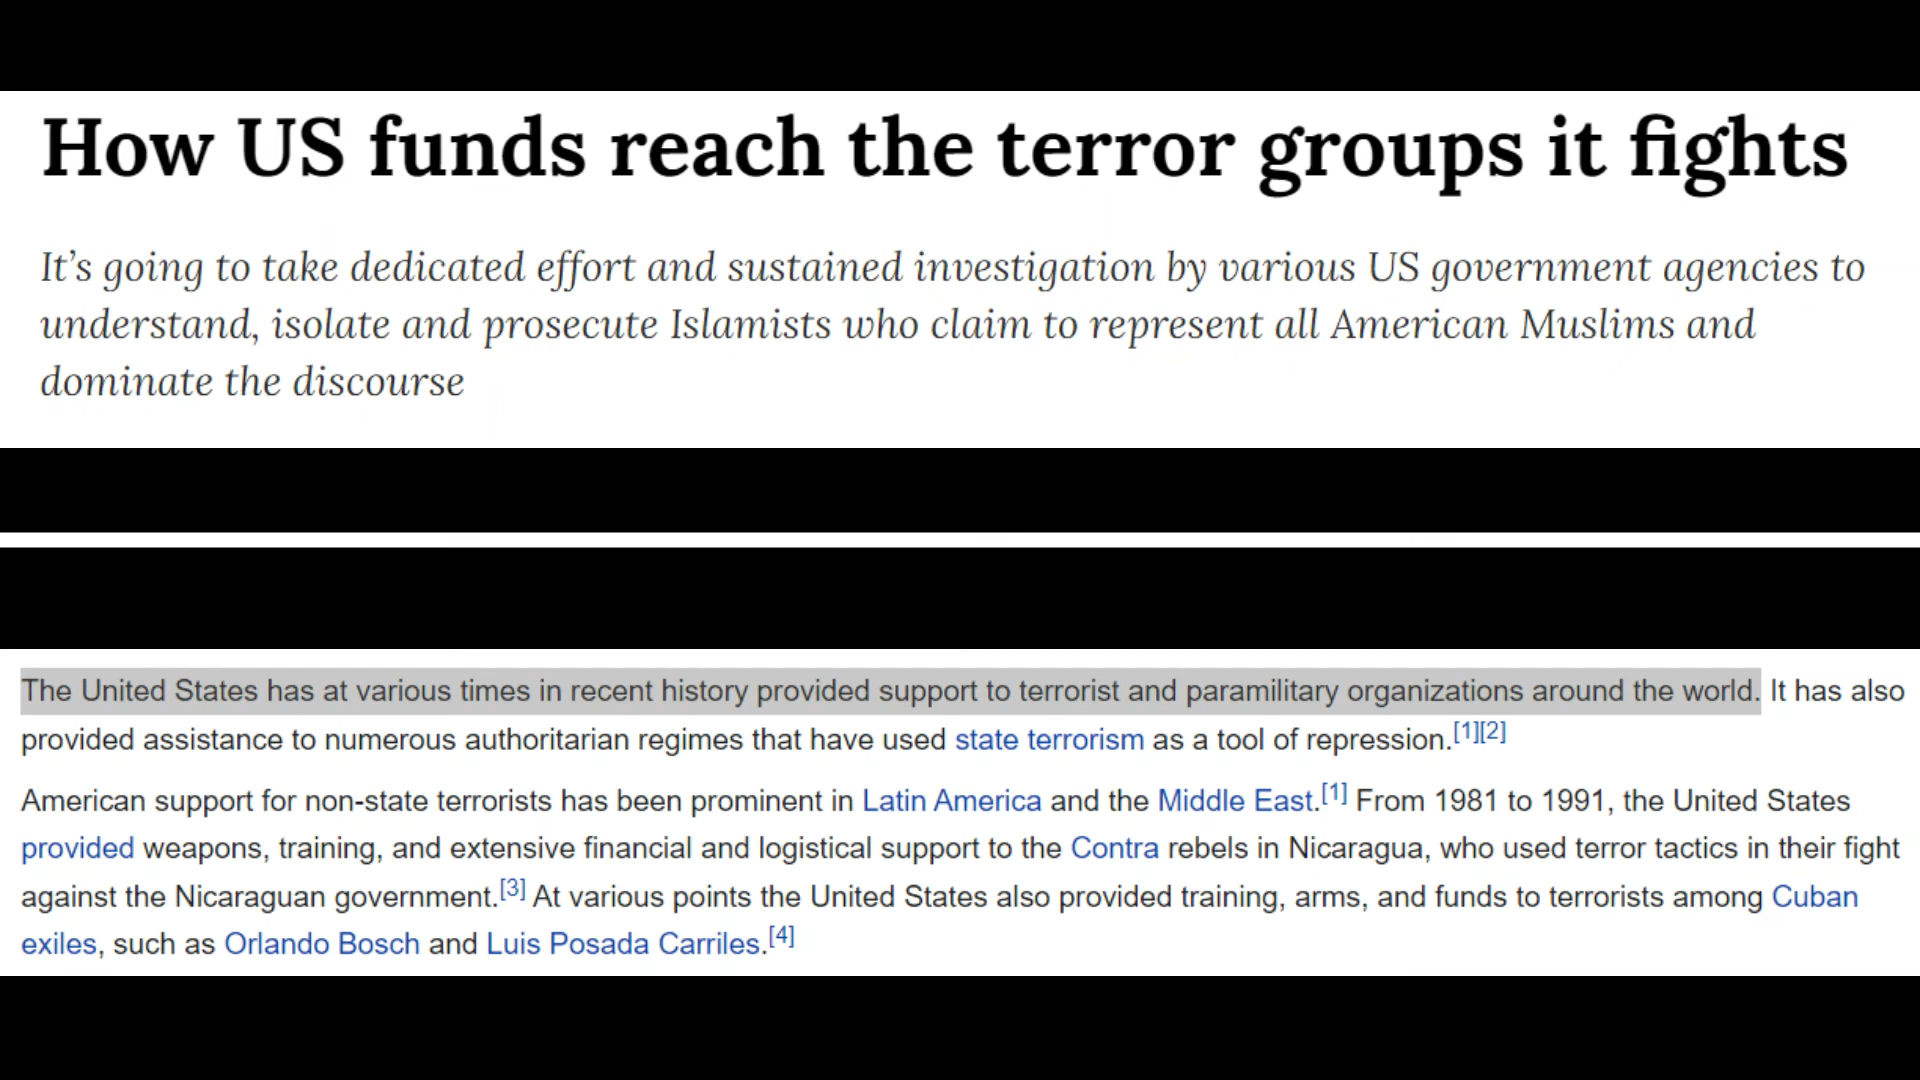 How US funds reach the terror groups it fights
It’s going to take dedicated effort and sustained investigation by various US government agencies to
understand, isolate and prosecute Islamists who claim to represent all American Muslims and
dominate the discourse
The United States has at various times in recent history provided support to terrorist and paramilitary organizations around the world. It has also
provided assistance to numerous authoritarian regimes that have used state terrorism as a tool of repression.[1][2]
American support for non-state terrorists has been prominent in Latin America and the Middle East.[1] From 1981 to 1991, the United States
provided weapons, training, and extensive financial and logistical support to the Contra rebels in Nicaragua, who used terror tactics in their fight
against the Nicaraguan government.[3] At various points the United States also provided training, arms, and funds to terrorists among Cuban
exiles, such as Orlando Bosch and Luis Posada Carriles.[4]